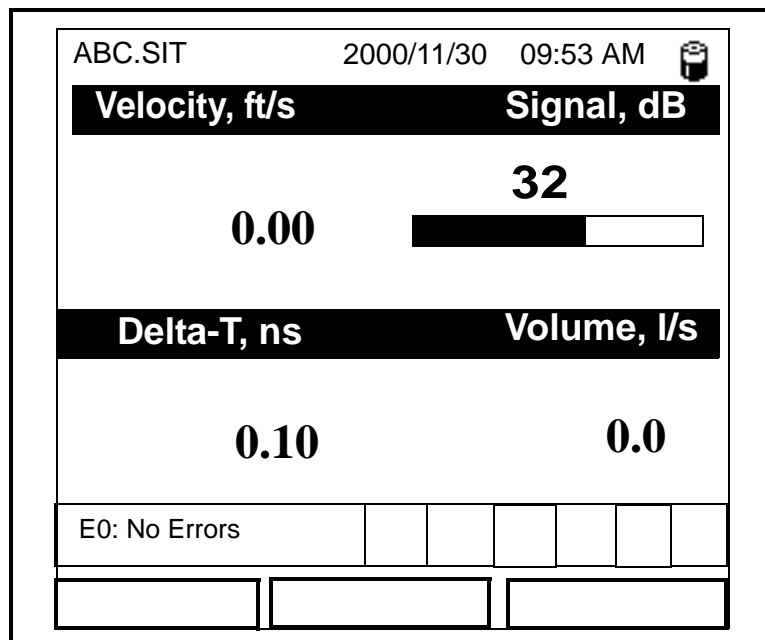 ABC.SIT 2000/11/30 09:53 AM
Velocity, ft/s Signal, dB
32
0.00
Delta-T, ns Volume, l/s
0.10 0.0
E0: No Errors